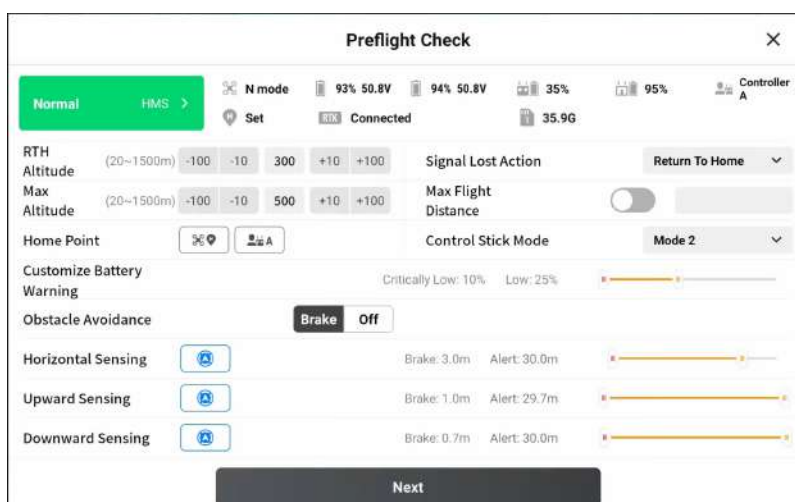 Preflight Check
Normal HMS >
N mode 93% 50.8V 94% 50.8V 35% 95% Controller A
Set RTK Connected 35.9G
RTH Altitude (20~1500m) -100 -10 300 +10 +100 Signal Lost Action Return To Home
Max Altitude (20~1500m) -100 -10 500 +10 +100 Max Flight Distance
Home Point A Control Stick Mode Mode 2
Customize Battery Warning Critically Low: 10% Low: 25%
Obstacle Avoidance Brake Off
Horizontal Sensing Brake: 3.0m Alert: 30.0m
Upward Sensing Brake: 1.0m Alert: 29.7m
Downward Sensing Brake: 0.7m Alert: 30.0m
Next